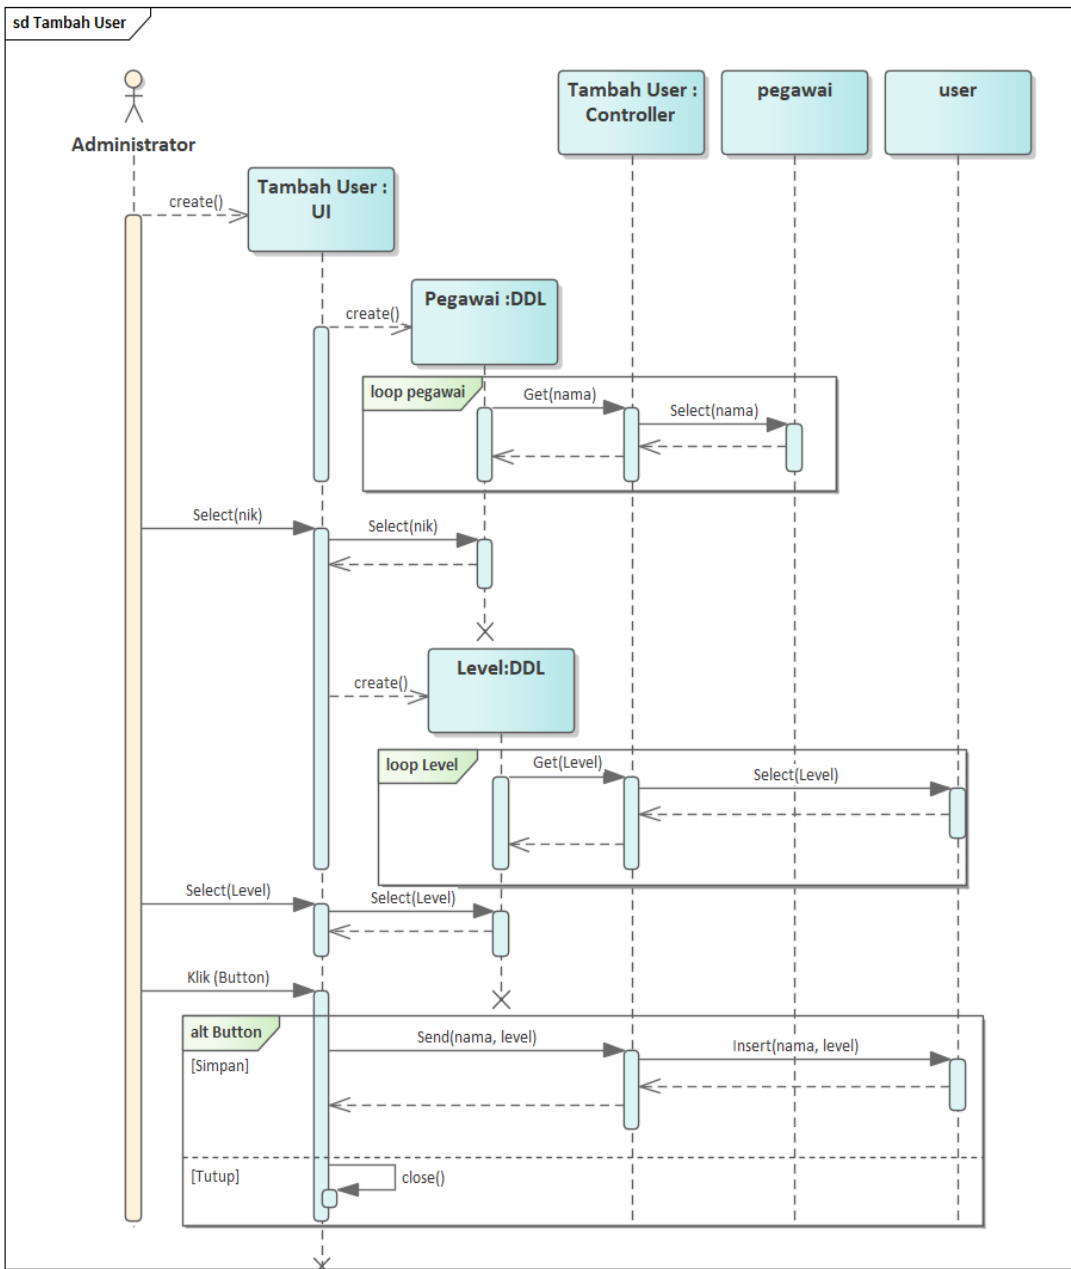 sd Tambah User
Administrator
Tambah User :
Controller
pegawai
user
create()
Tambah User :
UI
create()
Pegawai :DDL
loop pegawai
Get(nama)
Select(nama)
Select(nik)
Select(nik)
create()
Level:DDL
loop Level
Get(Level)
Select(Level)
Select(Level)
Select(Level)
Klik (Button)
alt Button
[Simpan]
Send(nama, level)
Insert(nama, level)
[Tutup]
close()